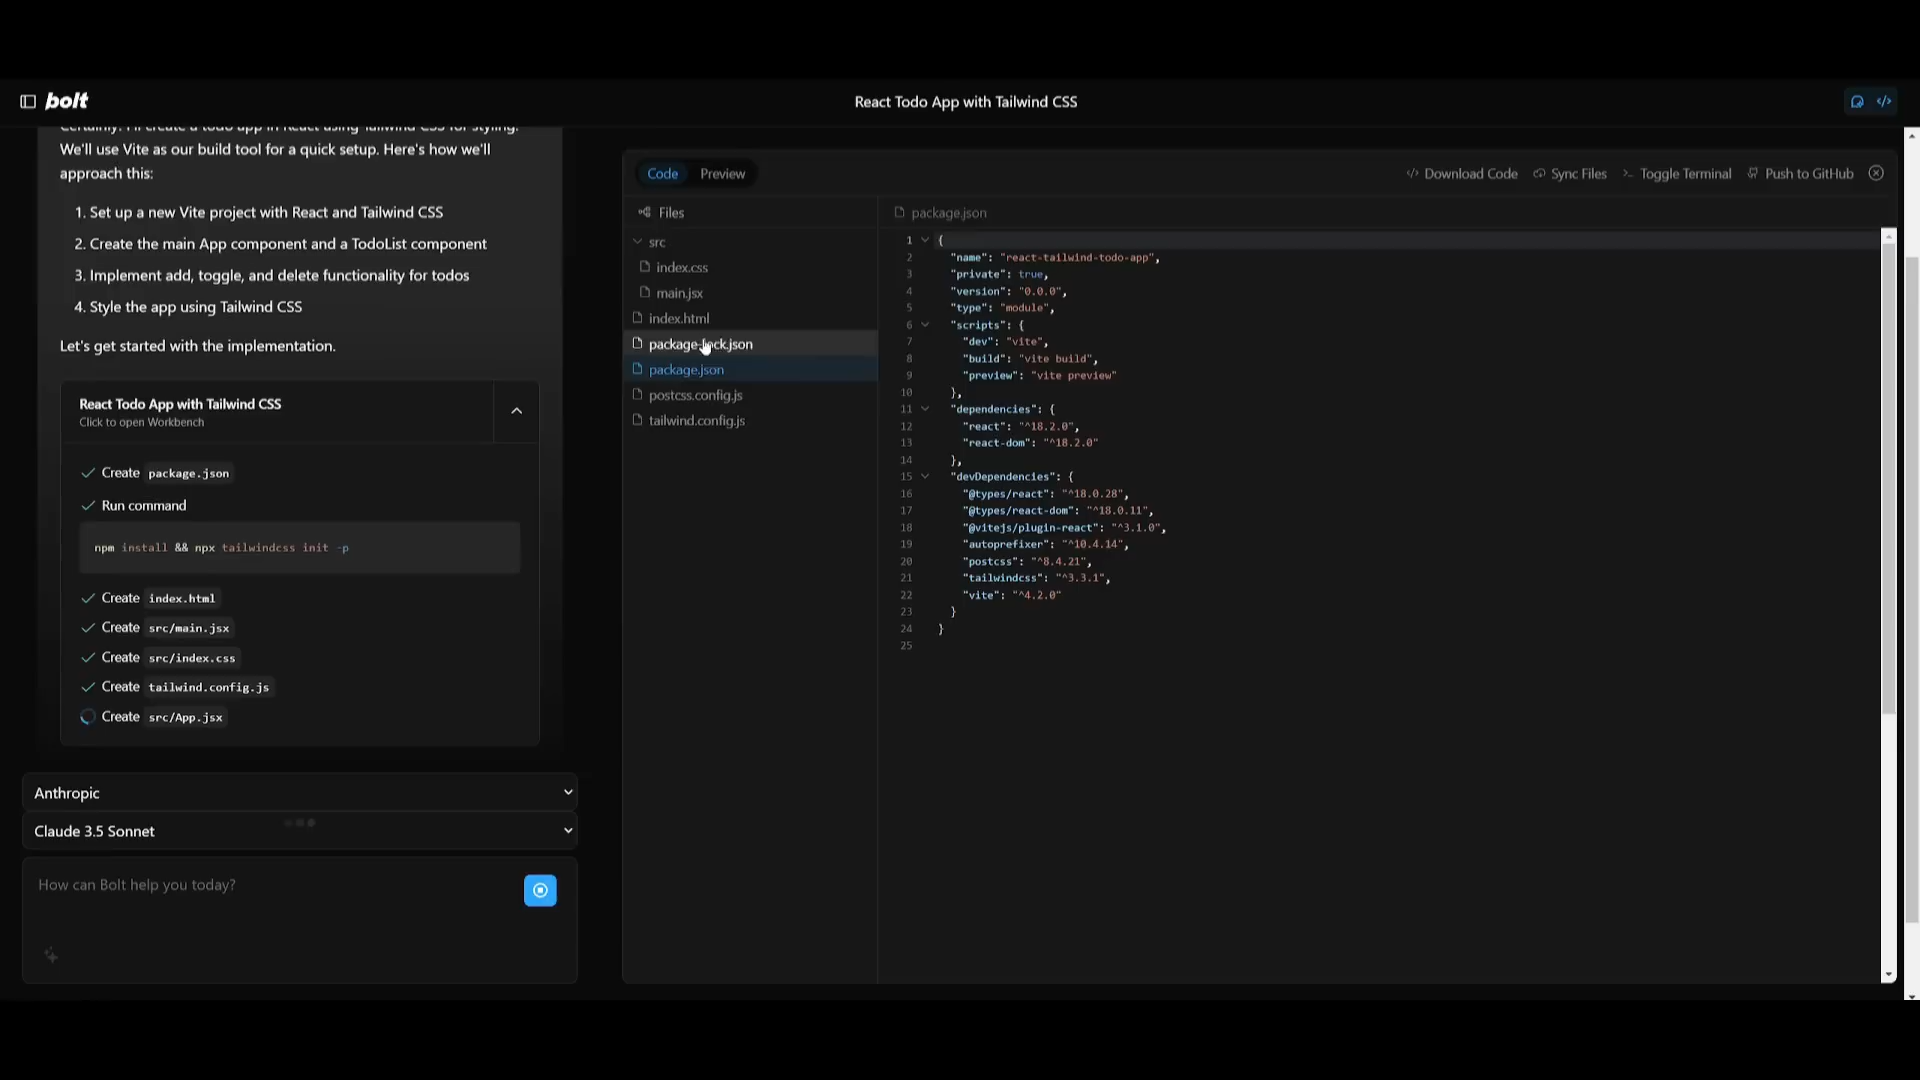 bolt
React Todo App with Tailwind CSS
Certainly! I'll create a todo app in React using Tailwind CSS for styling.
We'll use Vite as our build tool for a quick setup. Here's how we'll
approach this:
1. Set up a new Vite project with React and Tailwind CSS
2. Create the main App component and a TodoList component
3. Implement add, toggle, and delete functionality for todos
4. Style the app using Tailwind CSS
Let's get started with the implementation.
React Todo App with Tailwind CSS
Click to open Workbench
Create package.json
Run command
npm install && npx tailwindcss init -p
Create index.html
Create src/main.jsx
Create src/index.css
Create tailwind.config.js
Create src/App.jsx
Anthropic
Claude 3.5 Sonnet
How can Bolt help you today?
Code Preview
</> Download Code Sync Files >_ Toggle Terminal Push to GitHub
Files
src
index.css
main.jsx
index.html
package-lock.json
package.json
postcss.config.js
tailwind.config.js
package.json
1 {
2 "name": "react-tailwind-todo-app",
3 "private": true,
4 "version": "0.0.0",
5 "type": "module",
6 "scripts": {
7 "dev": "vite",
8 "build": "vite build",
9 "preview": "vite preview"
10 },
11 "dependencies": {
12 "react": "^18.2.0",
13 "react-dom": "^18.2.0"
14 },
15 "devDependencies": {
16 "@types/react": "^18.0.28",
17 "@types/react-dom": "^18.0.11",
18 "@vitejs/plugin-react": "^3.1.0",
19 "autoprefixer": "^10.4.14",
20 "postcss": "^8.4.21",
21 "tailwindcss": "^3.3.1",
22 "vite": "^4.2.0"
23 }
24 }
25